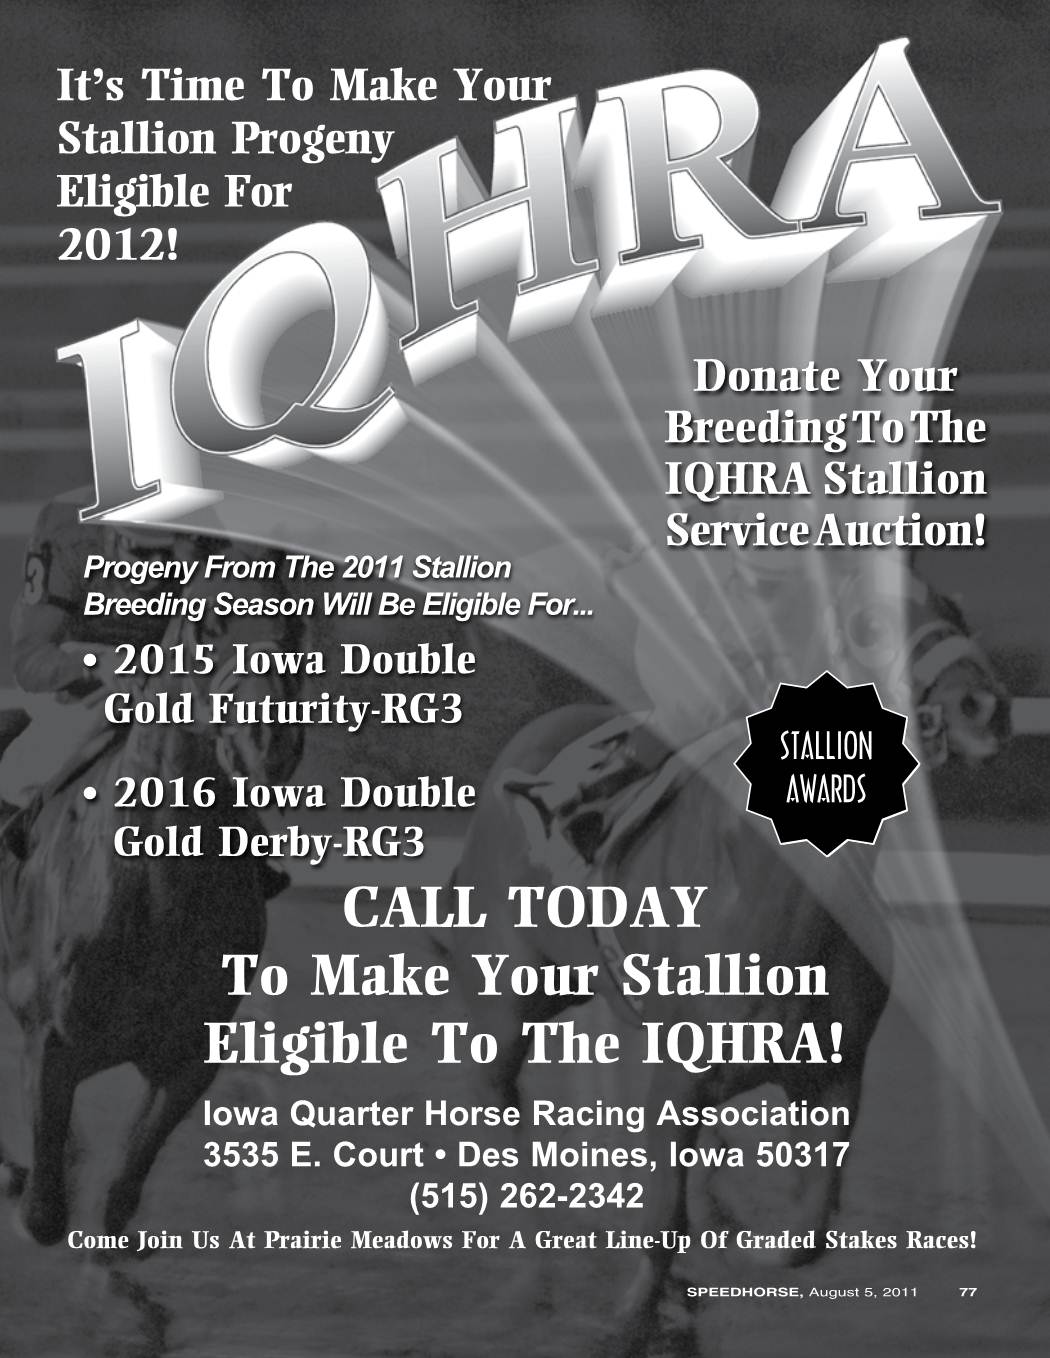 It's Time To Make Your
Stallion Progeny
Eligible For
2012!
IQHRA
Donate Your
Breeding To The
IQHRA Stallion
Service Auction!
Progeny From The 2011 Stallion
Breeding Season Will Be Eligible For...
• 2015 Iowa Double
Gold Futurity-RG3
• 2016 Iowa Double
Gold Derby-RG3
STALLION
AWARDS
CALL TODAY
To Make Your Stallion
Eligible To The IQHRA!
Iowa Quarter Horse Racing Association
3535 E. Court • Des Moines, Iowa 50317
(515) 262-2342
Come Join Us At Prairie Meadows For A Great Line-Up Of Graded Stakes Races!
SPEEDHORSE, August 5, 2011 77
3